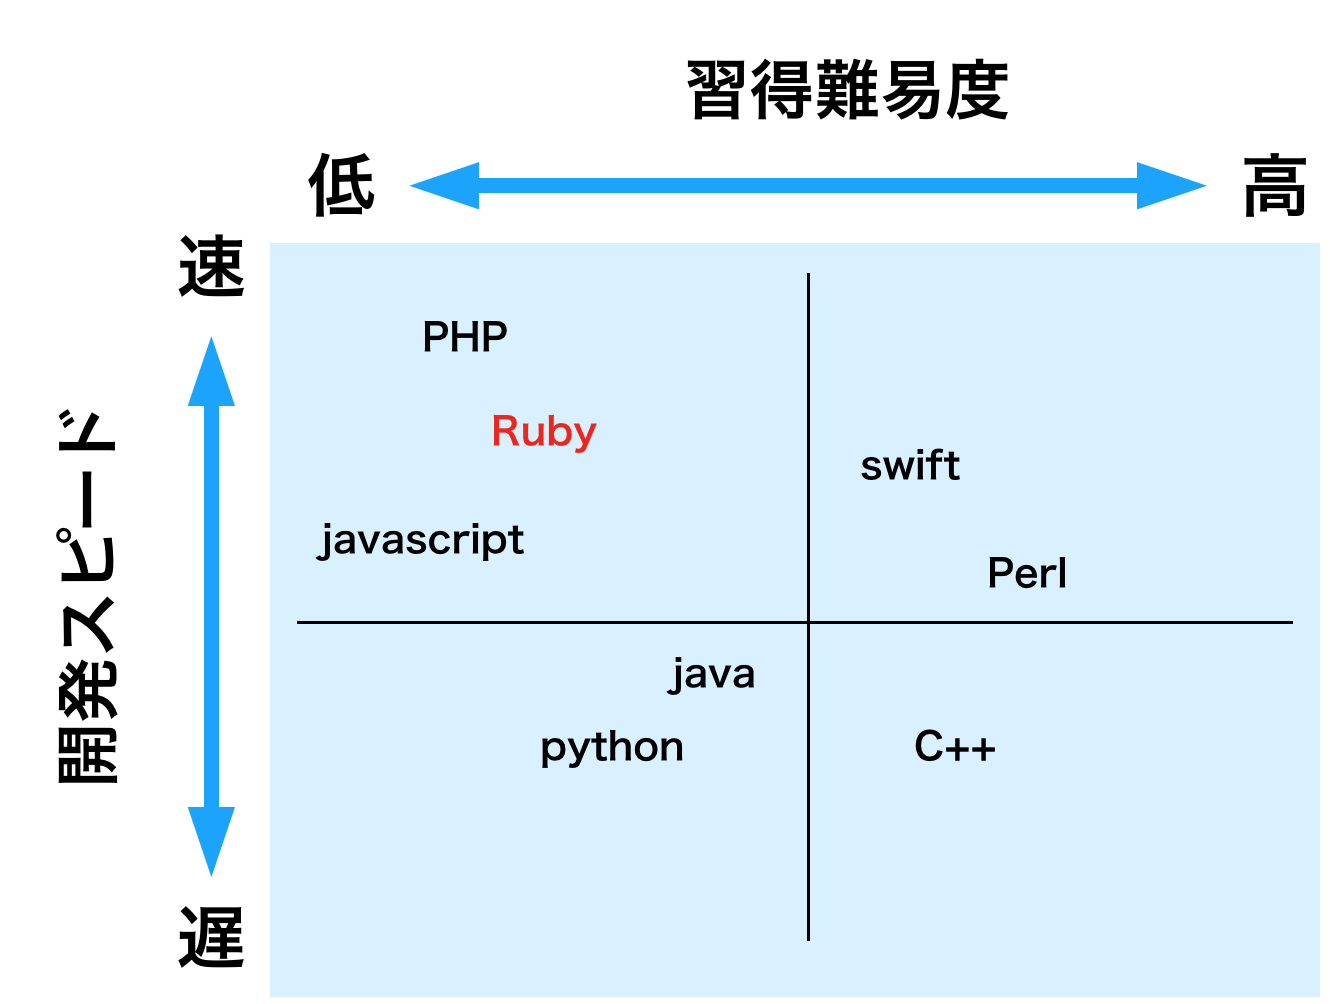 習得難易度
低
高
速
PHP
Ruby
swift
javascript
Perl
開発スピード
java
python
C++
遅